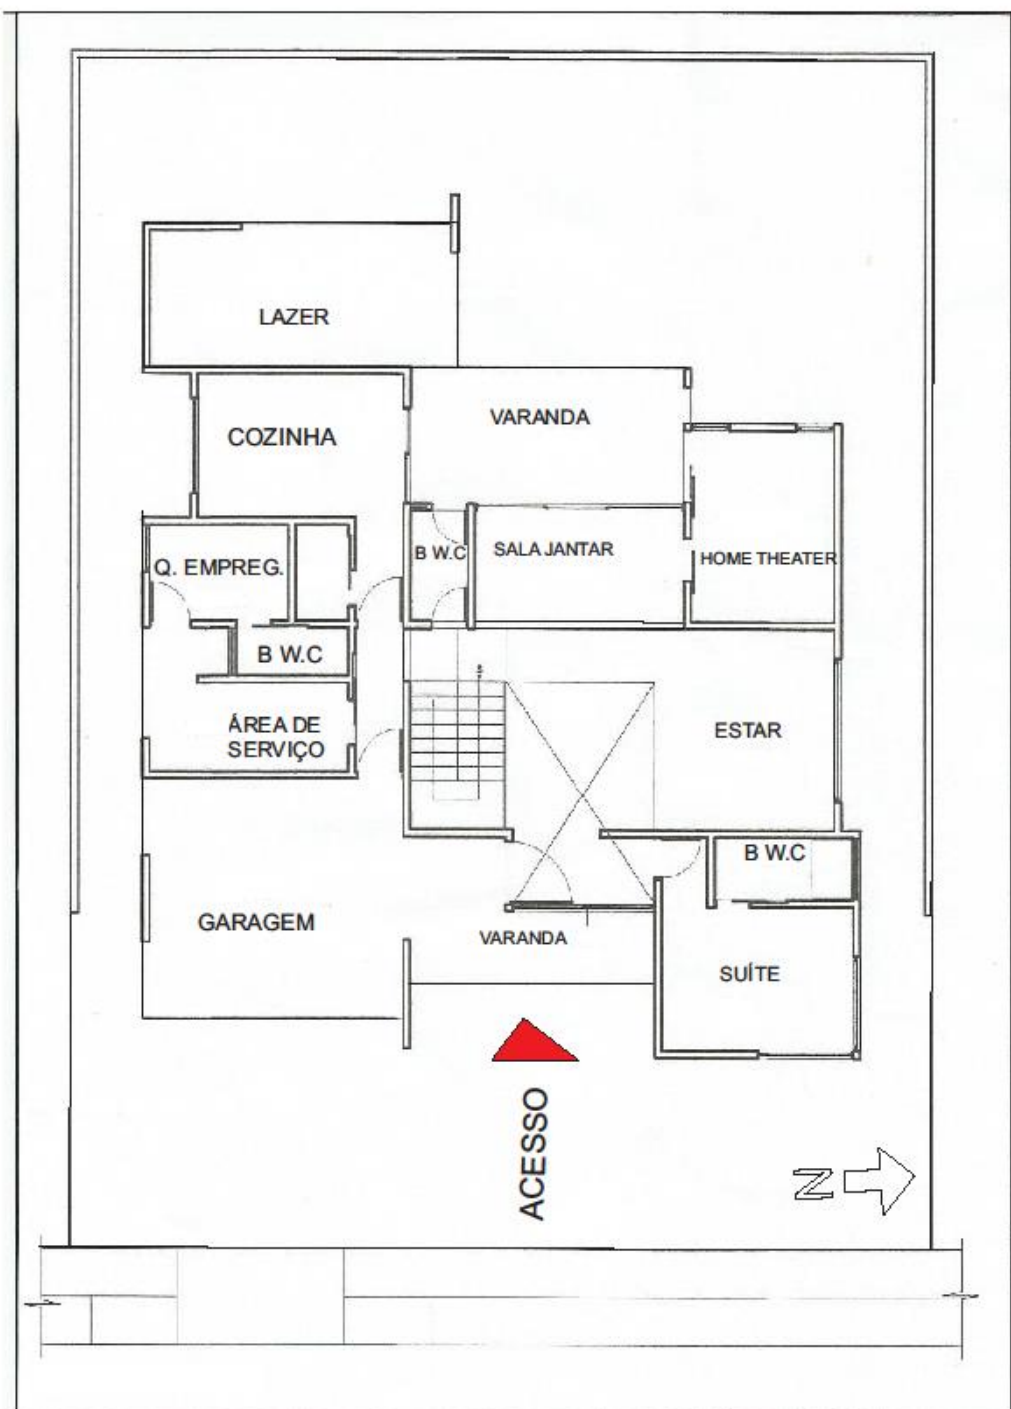 LAZER
VARANDA
COZINHA
B W.C
SALA JANTAR
HOME THEATER
Q. EMPREG.
B W.C
ÁREA DE
SERVIÇO
ESTAR
B W.C
GARAGEM
VARANDA
SUÍTE
ACESSO
N